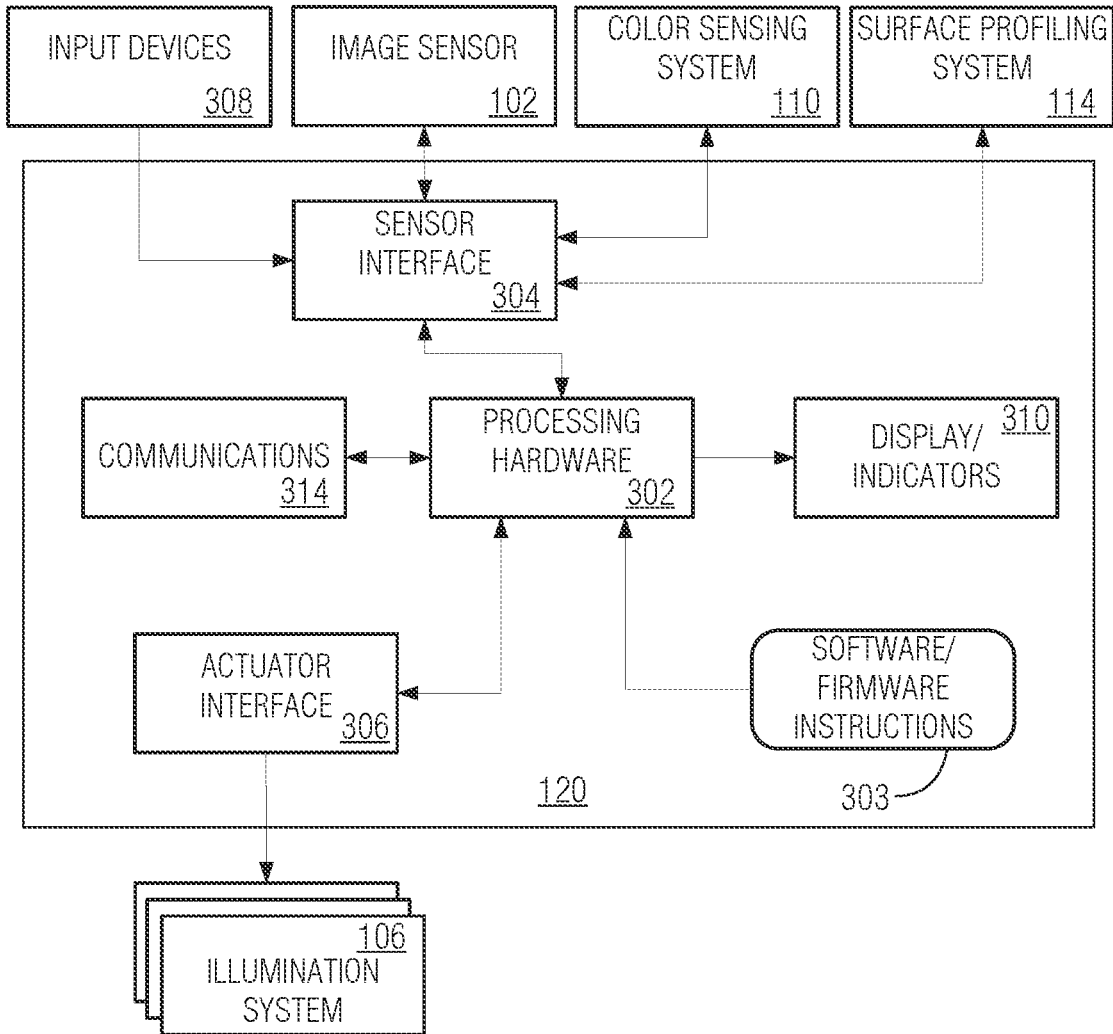 INPUT DEVICES
308
IMAGE SENSOR
102
COLOR SENSING
SYSTEM
110
SURFACE PROFILING
SYSTEM
114
SENSOR
INTERFACE
304
COMMUNICATIONS
314
PROCESSING
HARDWARE
302
310
DISPLAY/
INDICATORS
ACTUATOR
INTERFACE
306
SOFTWARE/
FIRMWARE
INSTRUCTIONS
303
120
106
ILLUMINATION
SYSTEM